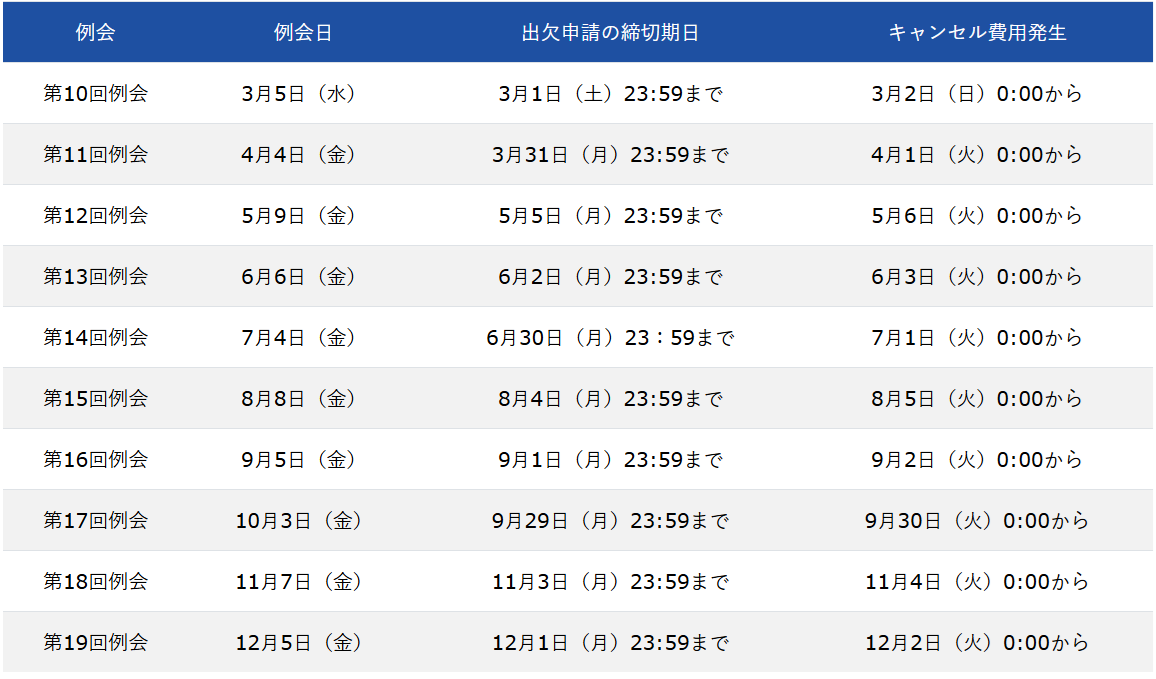 例会 例会日 出欠申請の締切期日 キャンセル費用発生
第10回例会 3月5日（水） 3月1日（土）23:59まで 3月2日（日）0:00から
第11回例会 4月4日（金） 3月31日（月）23:59まで 4月1日（火）0:00から
第12回例会 5月9日（金） 5月5日（月）23:59まで 5月6日（火）0:00から
第13回例会 6月6日（金） 6月2日（月）23:59まで 6月3日（火）0:00から
第14回例会 7月4日（金） 6月30日（月）23：59まで 7月1日（火）0:00から
第15回例会 8月8日（金） 8月4日（月）23:59まで 8月5日（火）0:00から
第16回例会 9月5日（金） 9月1日（月）23:59まで 9月2日（火）0:00から
第17回例会 10月3日（金） 9月29日（月）23:59まで 9月30日（火）0:00から
第18回例会 11月7日（金） 11月3日（月）23:59まで 11月4日（火）0:00から
第19回例会 12月5日（金） 12月1日（月）23:59まで 12月2日（火）0:00から